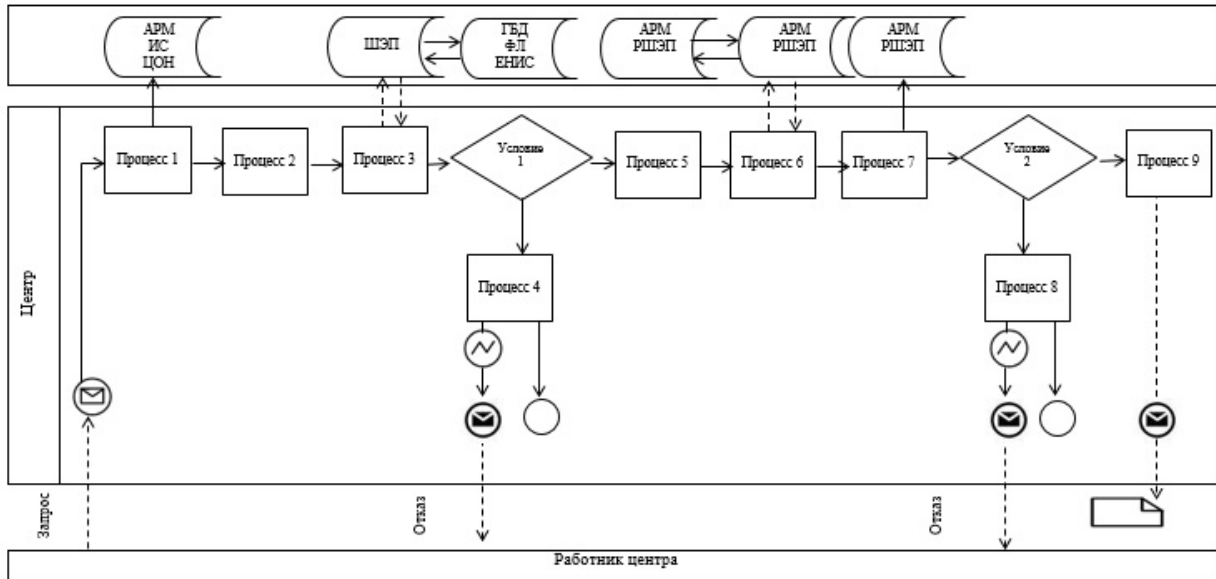 АРМ
ИС
ЦОН
ШЭП
ГБД
ФЛ
ЕНИС
АРМ
РШЭП
АРМ
РШЭП
АРМ
РШЭП
Центр
Процесс 1
Процесс 2
Процесс 3
Условие
1
Процесс 5
Процесс 6
Процесс 7
Условие
2
Процесс 9
Процесс 4
Процесс 8
Запрос
Отказ
Отказ
Работник центра